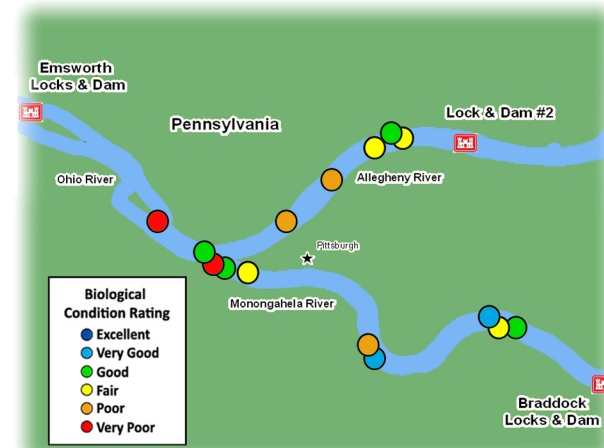 Emsworth
Locks & Dam
Pennsylvania
Lock & Dam #2
Ohio River
Allegheny River
Pittsburgh
Monongahela River
Biological
Condition Rating
Excellent
Very Good
Good
Fair
Poor
Very Poor
Braddock
Locks & Dam